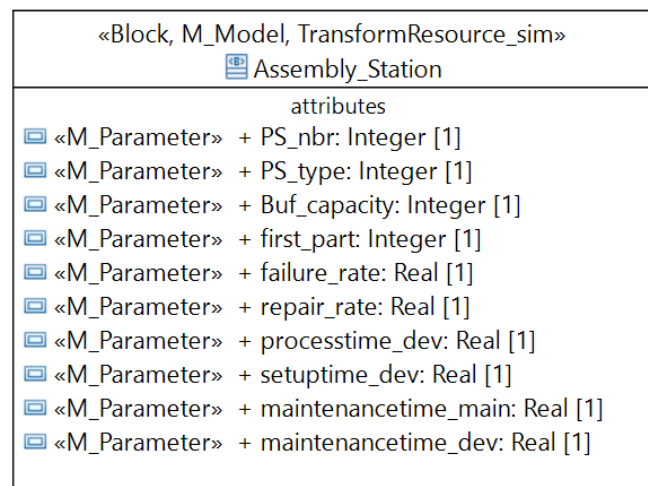 «Block, M_Model, TransformResource_sim»
Assembly_Station
attributes
«M_Parameter» + PS_nbr: Integer [1]
«M_Parameter» + PS_type: Integer [1]
«M_Parameter» + Buf_capacity: Integer [1]
«M_Parameter» + first_part: Integer [1]
«M_Parameter» + failure_rate: Real [1]
«M_Parameter» + repair_rate: Real [1]
«M_Parameter» + processtime_dev: Real [1]
«M_Parameter» + setuptime_dev: Real [1]
«M_Parameter» + maintenancetime_main: Real [1]
«M_Parameter» + maintenancetime_dev: Real [1]